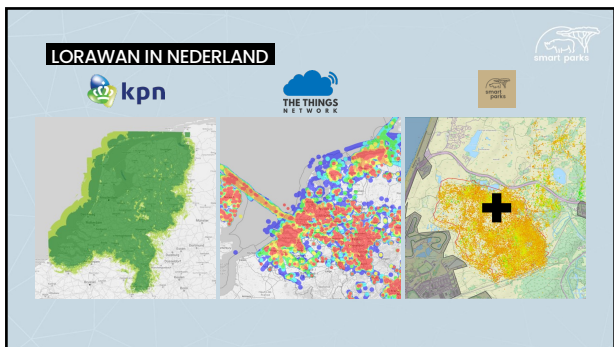 LORAWAN IN NEDERLAND
smart parks
kpn
THE THINGS
NETWORK
smart
parks